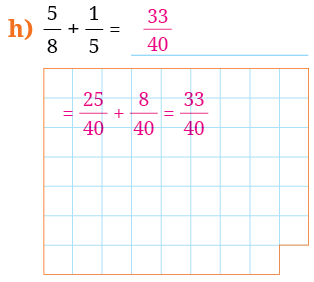 h) 5/8 + 1/5 = 33/40
= 25/40 + 8/40 = 33/40